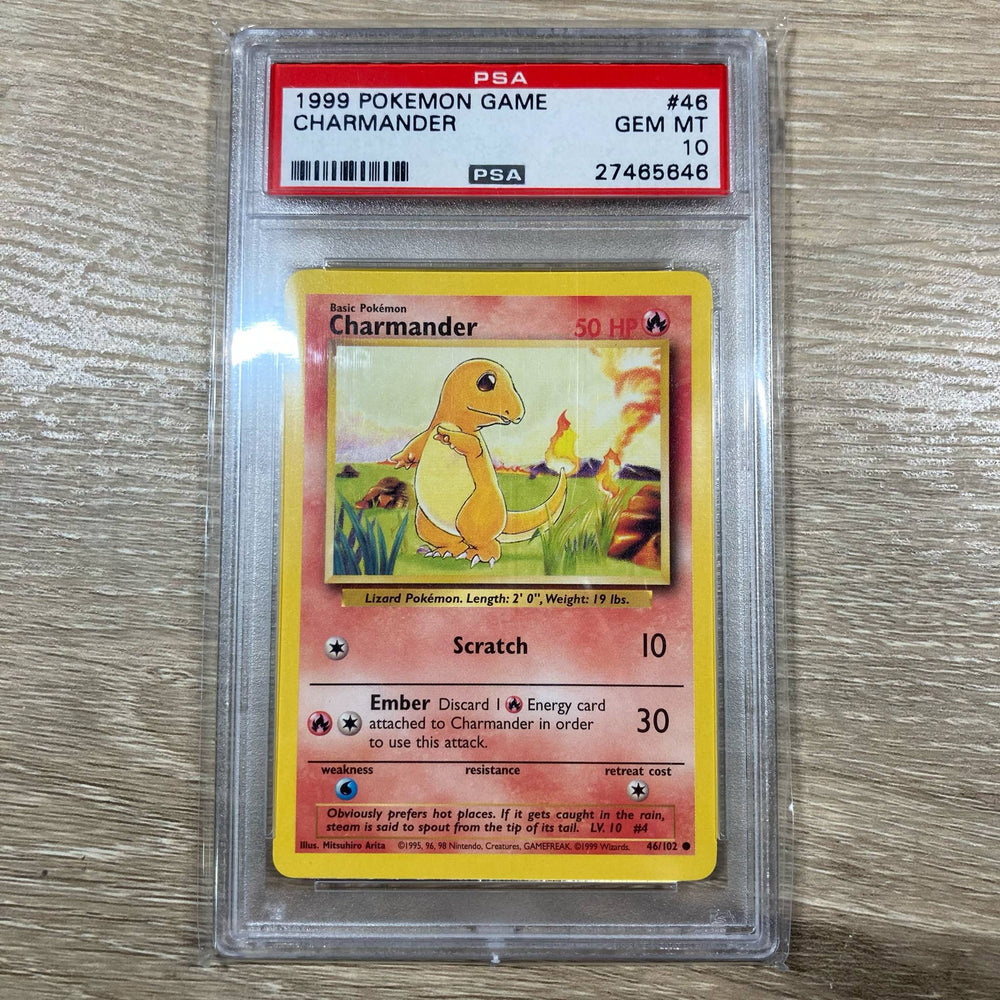 PSA
1999 POKEMON GAME #46
CHARMANDER GEM MT
10
PSA 27465646
Basic Pokémon
Charmander 50 HP
Lizard Pokémon. Length: 2' 0", Weight: 19 lbs.
Scratch 10
Ember Discard 1 Energy card
attached to Charmander in order
to use this attack.
30
weakness resistance retreat cost
Obviously prefers hot places. If it gets caught in the rain,
steam is said to spout from the tip of its tail. LV. 10 #4
Illus. Mitsuhiro Arita ©1995, 96, 98 Nintendo, Creatures, GAMEFREAK. ©1999 Wizards. 46/102